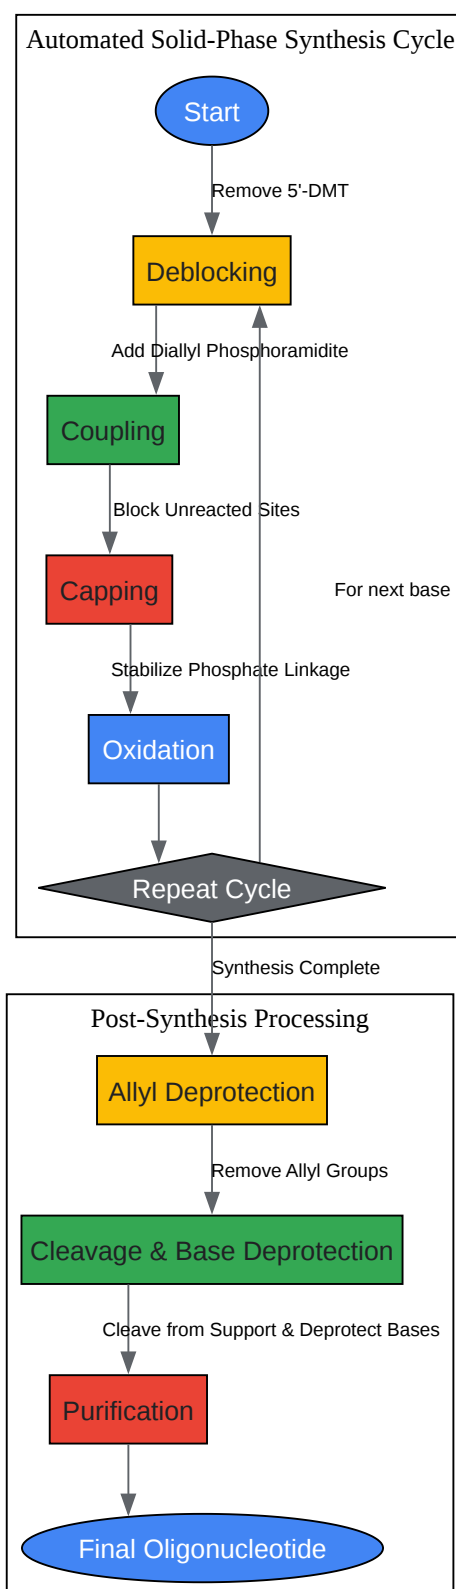 Automated Solid-Phase Synthesis Cycle
Start
Remove 5'-DMT
Deblocking
Add Diallyl Phosphoramidite
Coupling
Block Unreacted Sites
Capping
For next base
Stabilize Phosphate Linkage
Oxidation
Repeat Cycle
Synthesis Complete
Post-Synthesis Processing
Allyl Deprotection
Remove Allyl Groups
Cleavage & Base Deprotection
Cleave from Support & Deprotect Bases
Purification
Final Oligonucleotide